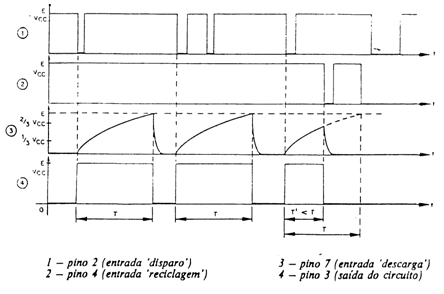 E
VCC
1
t
E
VCC
2
t
E
2/3 VCC
1/3 VCC
3
t
E
VCC
4
0
t
T
T
T' < T
T
1 — pino 2 (entrada 'disparo')
2 — pino 4 (entrada 'reciclagem')
3 — pino 7 (entrada 'descarga')
4 — pino 3 (saída do circuito)